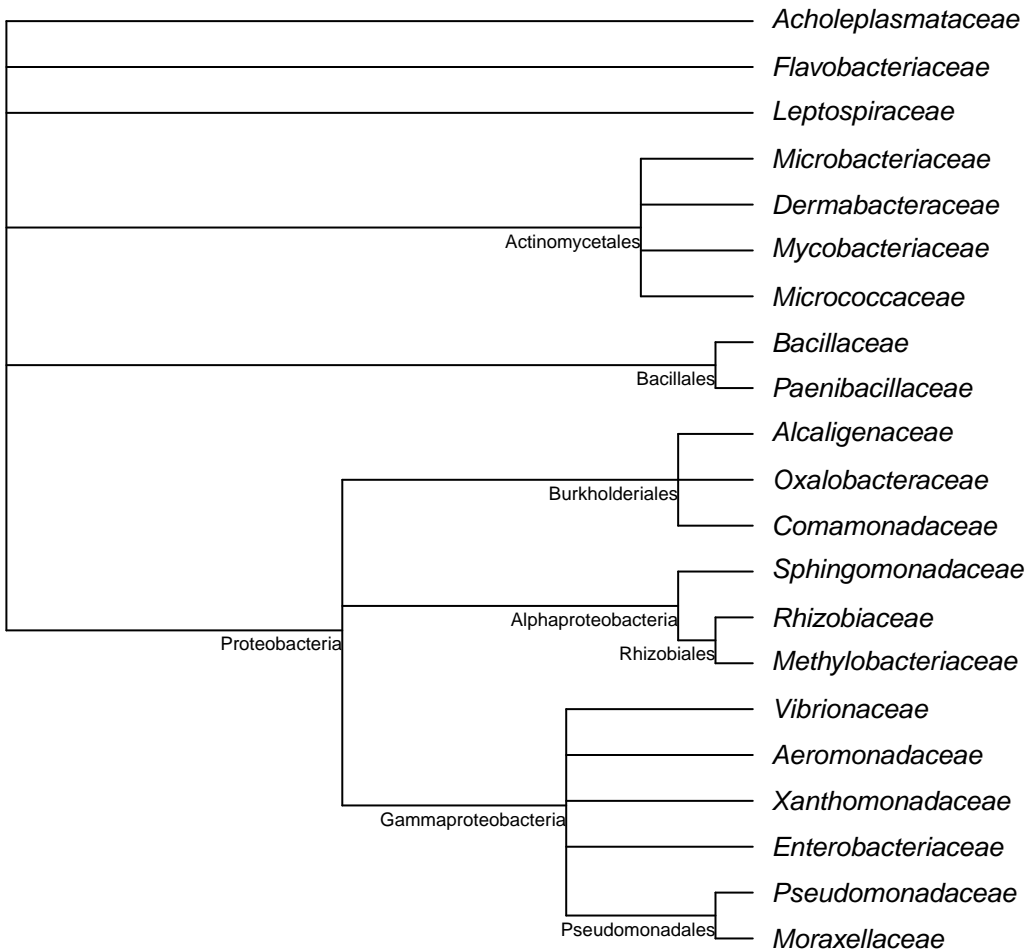 Acholeplasmataceae
Flavobacteriaceae
Leptospiraceae
Microbacteriaceae
Dermabacteraceae
Actinomycetales
Mycobacteriaceae
Micrococcaceae
Bacillaceae
Bacillales
Paenibacillaceae
Alcaligenaceae
Oxalobacteraceae
Burkholderiales
Comamonadaceae
Sphingomonadaceae
Rhizobiaceae
Alphaproteobacteria
Proteobacteria
Rhizobiales
Methylobacteriaceae
Vibrionaceae
Aeromonadaceae
Xanthomonadaceae
Gammaproteobacteria
Enterobacteriaceae
Pseudomonadaceae
Pseudomonadales
Moraxellaceae